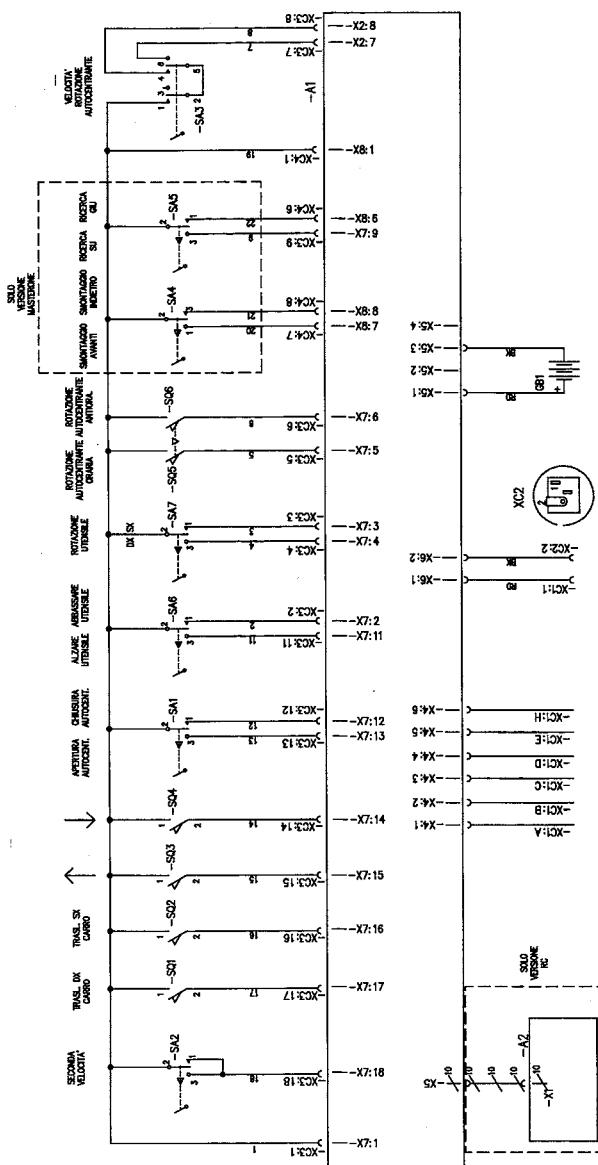 SECONDA
VELOCITA'
TRASL. DX
CARRO
TRASL. SX
CARRO
APERTURA
AUTOCENT.
CHIUSURA
AUTOCENT.
ALZARE
UTENSILE
ABBASSARE
UTENSILE
ROTAZIONE
UTENSILE
DX
SX
ROTAZIONE
AUTOCENTRANTE
ORARIA
ROTAZIONE
AUTOCENTRANTE
ANTIORA.
SOLO
VERSIONE
MASTERONE
SMONTAGGIO
AVANTI
SMONTAGGIO
INDIETRO
RICERCA
SU
RICERCA
GIU
VELOCITA'
ROTAZIONE
AUTOCENTRANTE
-SA2
-SQ1
-SQ2
-SQ3
-SQ4
-SA1
-SA6
-SA7
-SQ5
-SQ6
-SA4
-SA5
-SA3
-XC3:1
-XC3:18
-XC3:17
-XC3:16
-XC3:15
-XC3:14
-XC3:13
-XC3:12
-XC3:11
-XC3:2
-XC3:4
-XC3:3
-XC3:5
-XC3:6
-XC4:7
-XC4:8
-XC3:9
-XC4:6
-XC4:1
-XC3:7
-XC3:8
-X7:1
-X7:18
-X7:17
-X7:16
-X7:15
-X7:14
-X7:13
-X7:12
-X7:11
-X7:2
-X7:4
-X7:3
-X7:5
-X7:6
-X8:7
-X8:8
-X7:9
-X8:6
-X8:1
-X2:7
-X2:8
-A1
-X5
-X4:1
-X4:2
-X4:3
-X4:4
-X4:5
-X4:6
-X6:1
-X6:2
-X5:1
-X5:2
-X5:3
-X5:4
-XC1:A
-XC1:B
-XC1:C
-XC1:D
-XC1:E
-XC1:H
-XC1:1
-XC2:2
RD
BK
RD
BK
XC2
GB1
+
SOLO
VERSIONE
RC
-A2
-X1
10
10
10
10
10